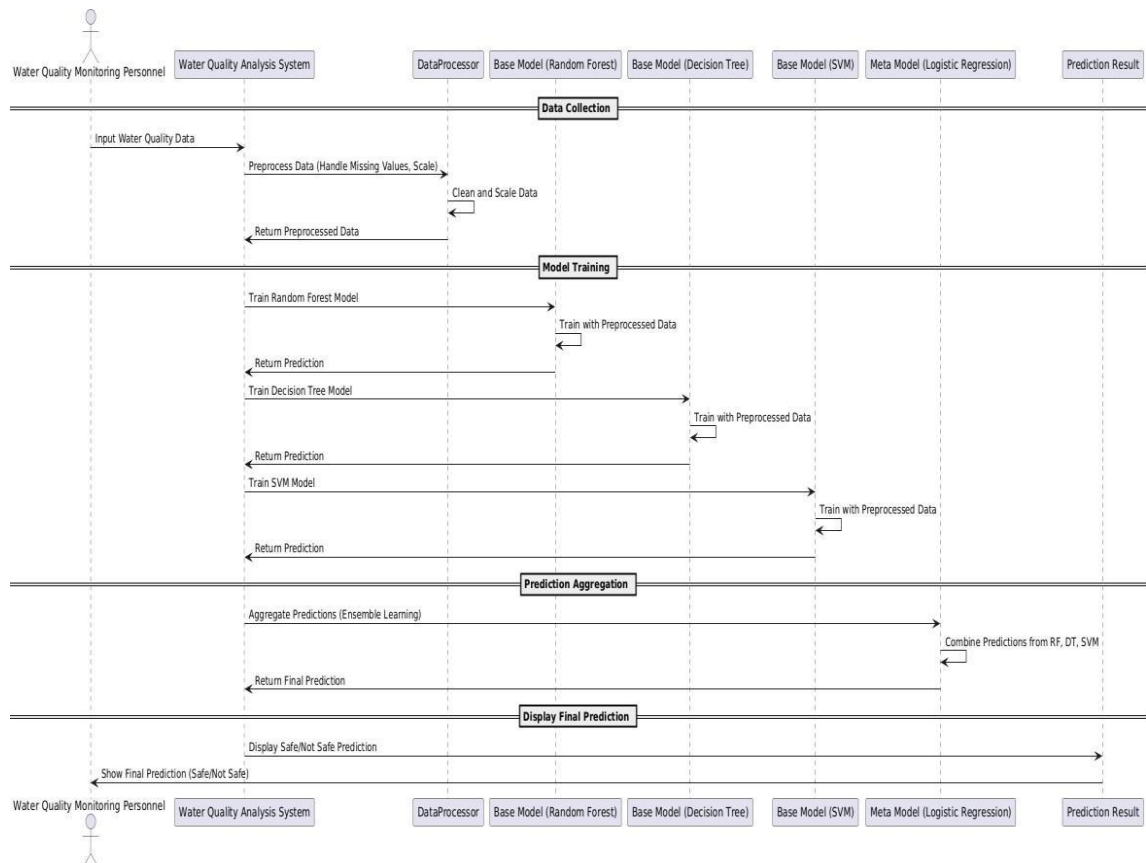 Water Quality Monitoring Personnel
Water Quality Analysis System
DataProcessor
Base Model (Random Forest)
Base Model (Decision Tree)
Base Model (SVM)
Meta Model (Logistic Regression)
Prediction Result
Data Collection
Input Water Quality Data
Preprocess Data (Handle Missing Values, Scale)
Clean and Scale Data
Return Preprocessed Data
Model Training
Train Random Forest Model
Train with Preprocessed Data
Return Prediction
Train Decision Tree Model
Train with Preprocessed Data
Return Prediction
Train SVM Model
Train with Preprocessed Data
Return Prediction
Prediction Aggregation
Aggregate Predictions (Ensemble Learning)
Combine Predictions from RF, DT, SVM
Return Final Prediction
Display Final Prediction
Display Safe/Not Safe Prediction
Show Final Prediction (Safe/Not Safe)
Water Quality Monitoring Personnel
Water Quality Analysis System
DataProcessor
Base Model (Random Forest)
Base Model (Decision Tree)
Base Model (SVM)
Meta Model (Logistic Regression)
Prediction Result